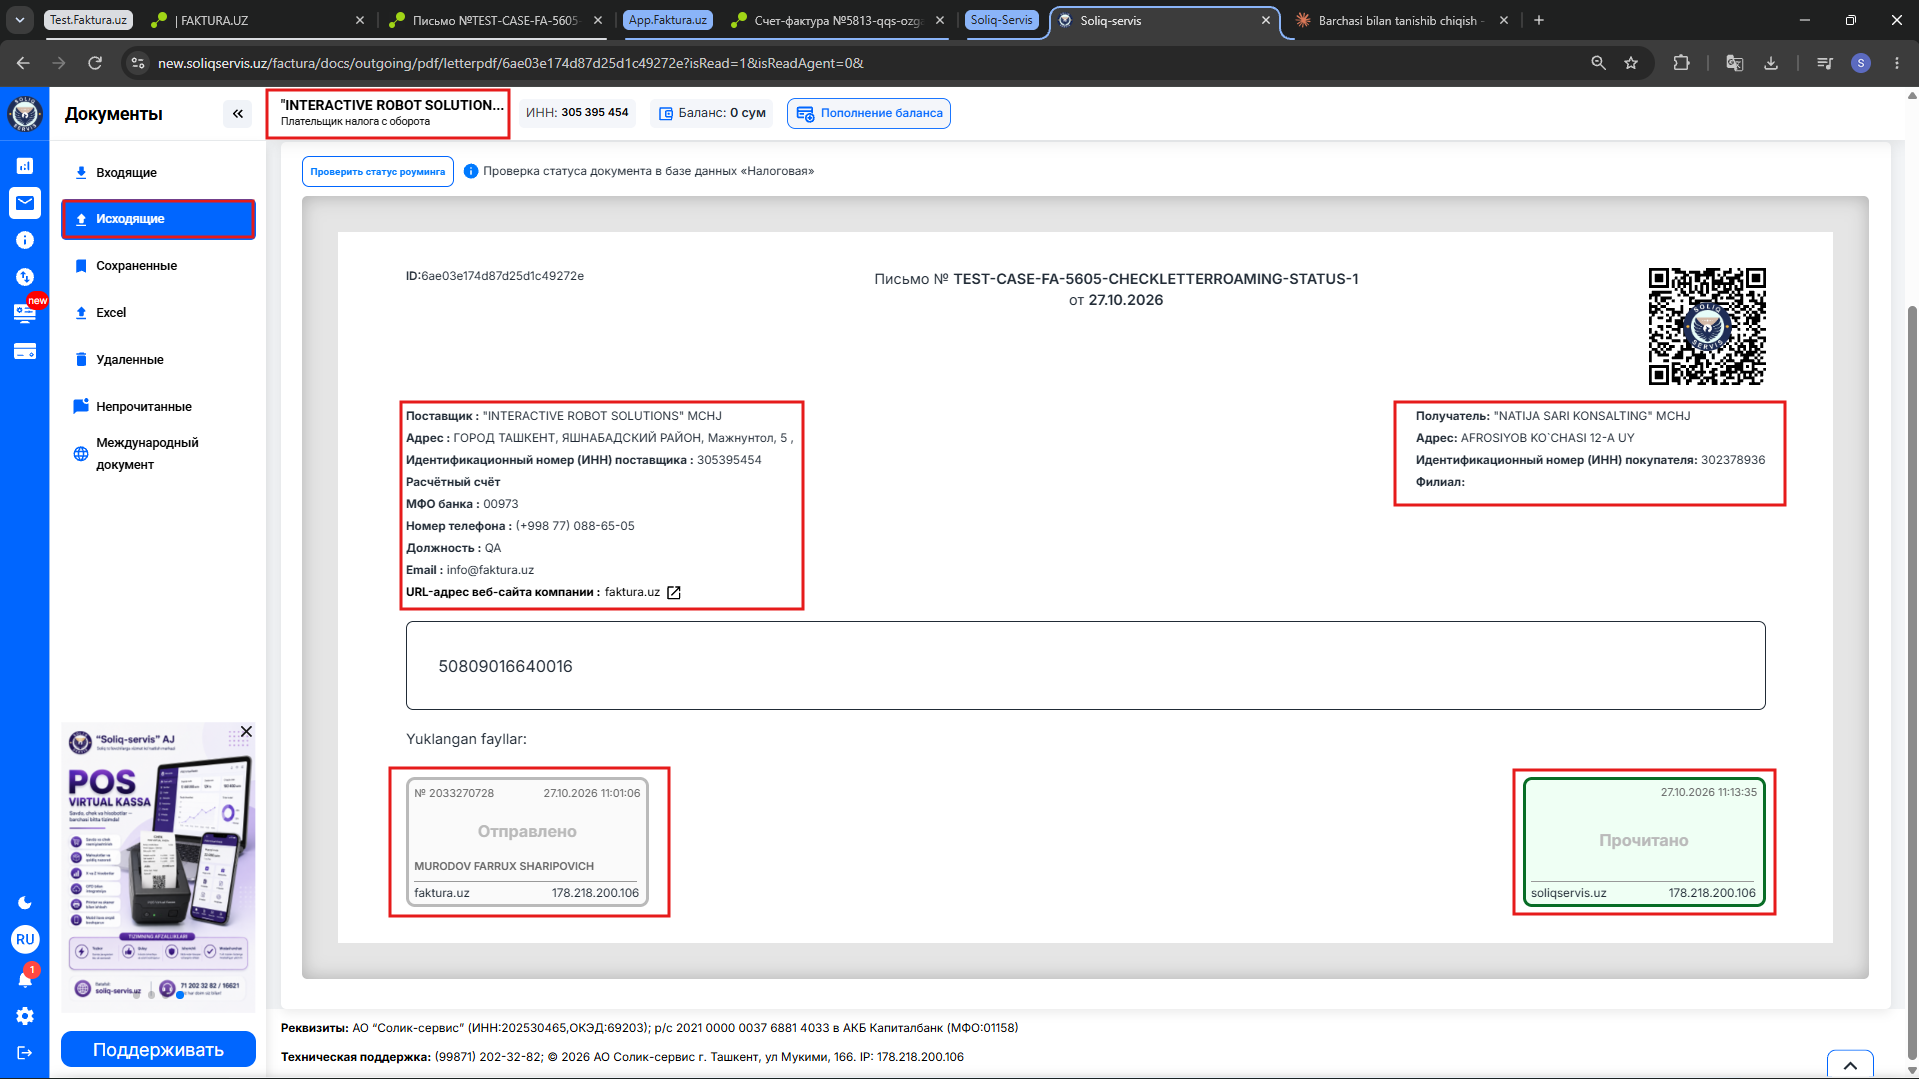 Test.Faktura.uz
| FAKTURA.UZ
Письмо №TEST-CASE-FA-5605-
App.Faktura.uz
Счет-фактура №5813-qqs-ozg
Soliq-Servis
Soliq-servis
Barchasi bilan tanishib chiqish -
new.soliqservis.uz/factura/docs/outgoing/pdf/letterpdf/6ae03e174d87d25d1c49272e?isRead=1&isReadAgent=0&
S
Документы
"INTERACTIVE ROBOT SOLUTION...
Плательщик налога с оборота
ИНН: 305 395 454
Баланс: 0 сум
Пополнение баланса
Входящие
Исходящие
Сохраненные
Excel
Удаленные
Непрочитанные
Международный
документ
new
Проверить статус роуминга
Проверка статуса документа в базе данных «Налоговая»
ID:6ae03e174d87d25d1c49272e
Письмо № TEST-CASE-FA-5605-CHECKLETTERROAMING-STATUS-1
от 27.10.2026
Поставщик : "INTERACTIVE ROBOT SOLUTIONS" MCHJ
Адрес : ГОРОД ТАШКЕНТ, ЯШНАБАДСКИЙ РАЙОН, Мажнунтол, 5 ,
Идентификационный номер (ИНН) поставщика : 305395454
Расчётный счёт
МФО банка : 00973
Номер телефона : (+998 77) 088-65-05
Должность : QA
Email : info@faktura.uz
URL-адрес веб-сайта компании : faktura.uz
Получатель: "NATIJA SARI KONSALTING" MCHJ
Адрес: AFROSIYOB KO`CHASI 12-A UY
Идентификационный номер (ИНН) покупателя: 302378936
Филиал:
50809016640016
Yuklangan fayllar:
№ 2033270728 27.10.2026 11:01:06
Отправлено
MURODOV FARRUX SHARIPOVICH
faktura.uz 178.218.200.106
27.10.2026 11:13:35
Прочитано
soliqservis.uz 178.218.200.106
"Soliq-servis" AJ
POS
VIRTUAL KASSA
TIZIMNING AFZALLIKLARI
soliq-servis.uz
71 202 32 82 / 16621
RU
1
Поддерживать
Реквизиты: АО “Солик-сервис” (ИНН:202530465,ОКЭД:69203); р/с 2021 0000 0037 6881 4033 в АКБ Капиталбанк (МФО:01158)
Техническая поддержка: (99871) 202-32-82; © 2026 АО Солик-сервис г. Ташкент, ул Мукими, 166. IP: 178.218.200.106